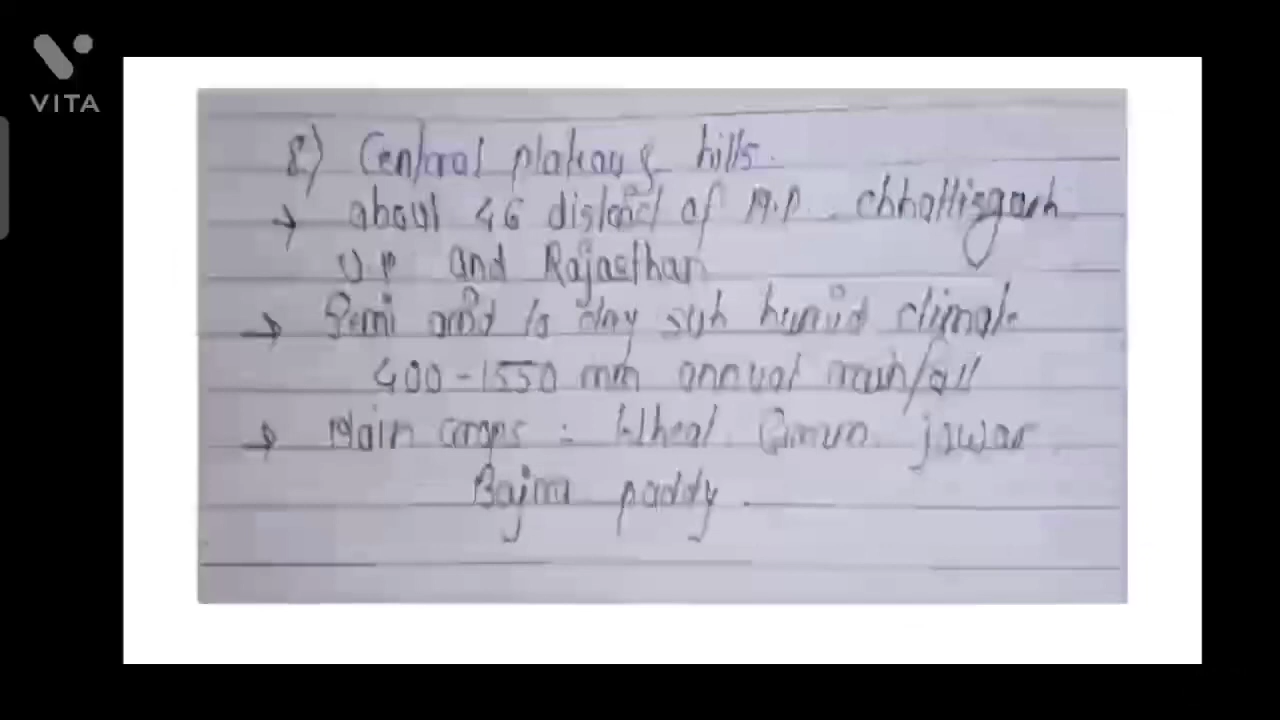 VITA
8) Central plateau & hills.
→ about 46 district of M.P. chhattisgarh
U.P and Rajasthan
→ Semi arid to dry sub humid climate
400-1550 mm annual rainfall
→ Main crops : Wheat Gram jawar
Bajra paddy.